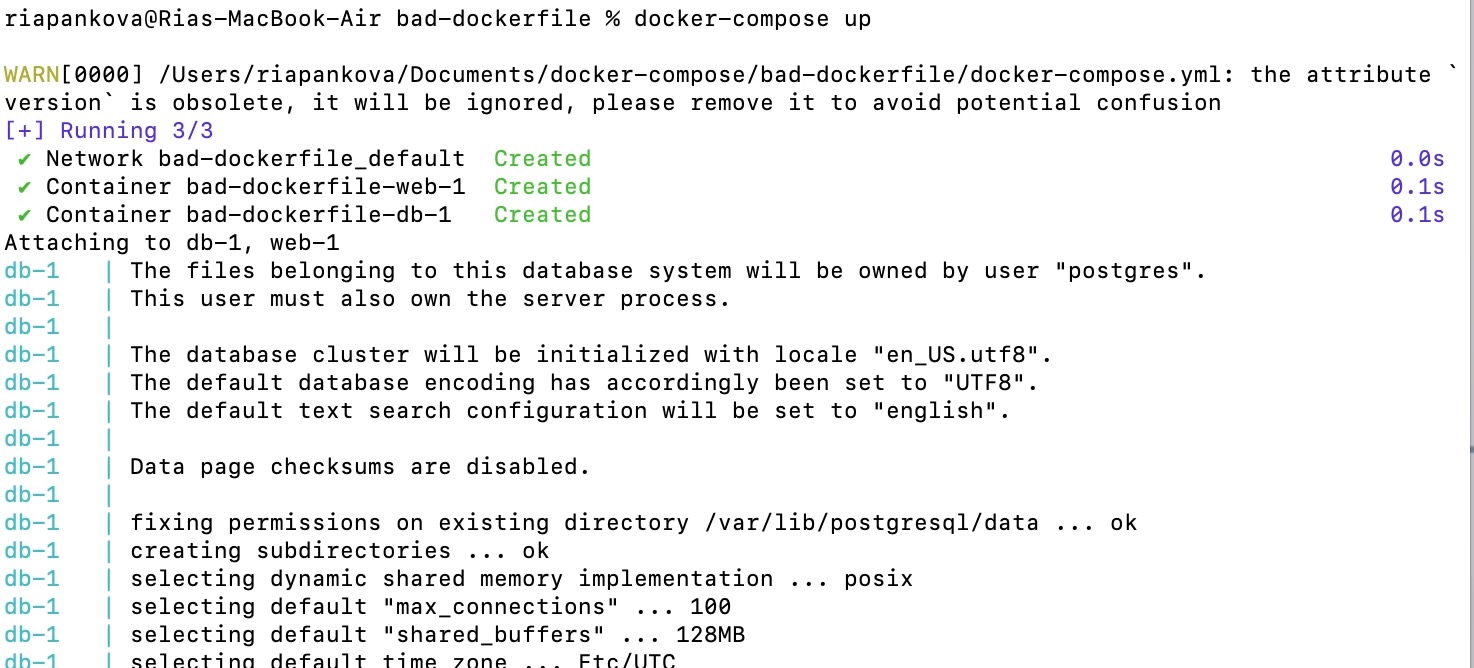 riapankova@Rias-MacBook-Air bad-dockerfile % docker-compose up
WARN[0000] /Users/riapankova/Documents/docker-compose/bad-dockerfile/docker-compose.yml: the attribute `
version` is obsolete, it will be ignored, please remove it to avoid potential confusion
[+] Running 3/3
✔ Network bad-dockerfile_default  Created 0.0s
✔ Container bad-dockerfile-web-1  Created 0.1s
✔ Container bad-dockerfile-db-1   Created 0.1s
Attaching to db-1, web-1
db-1   | The files belonging to this database system will be owned by user "postgres".
db-1   | This user must also own the server process.
db-1   |
db-1   | The database cluster will be initialized with locale "en_US.utf8".
db-1   | The default database encoding has accordingly been set to "UTF8".
db-1   | The default text search configuration will be set to "english".
db-1   |
db-1   | Data page checksums are disabled.
db-1   |
db-1   | fixing permissions on existing directory /var/lib/postgresql/data ... ok
db-1   | creating subdirectories ... ok
db-1   | selecting dynamic shared memory implementation ... posix
db-1   | selecting default "max_connections" ... 100
db-1   | selecting default "shared_buffers" ... 128MB
db-1   | selecting default time zone ... Etc/UTC